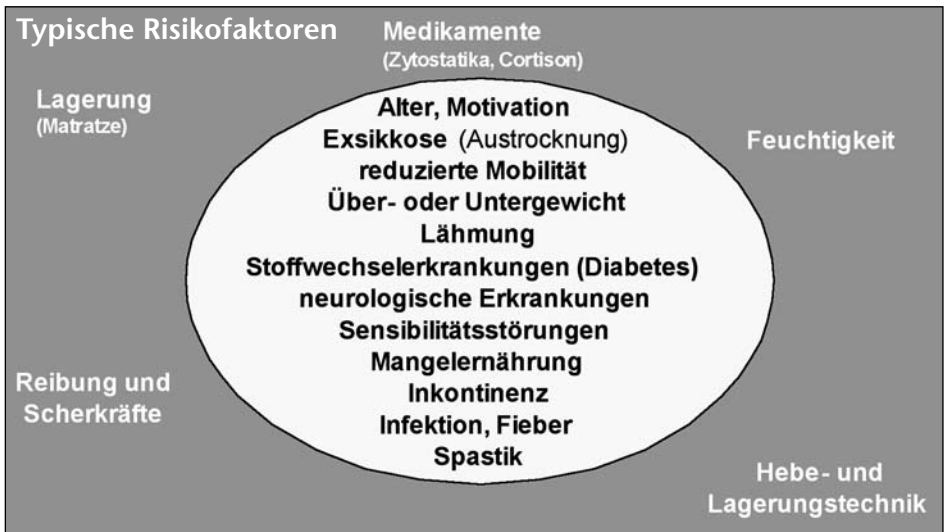 Typische Risikofaktoren
Medikamente
(Zytostatika, Cortison)
Lagerung
(Matratze)
Feuchtigkeit
Alter, Motivation
Exsikkose (Austrocknung)
reduzierte Mobilität
Über- oder Untergewicht
Lähmung
Stoffwechselerkrankungen (Diabetes)
neurologische Erkrankungen
Sensibilitätsstörungen
Mangelernährung
Inkontinenz
Infektion, Fieber
Spastik
Reibung und
Scherkräfte
Hebe- und
Lagerungstechnik